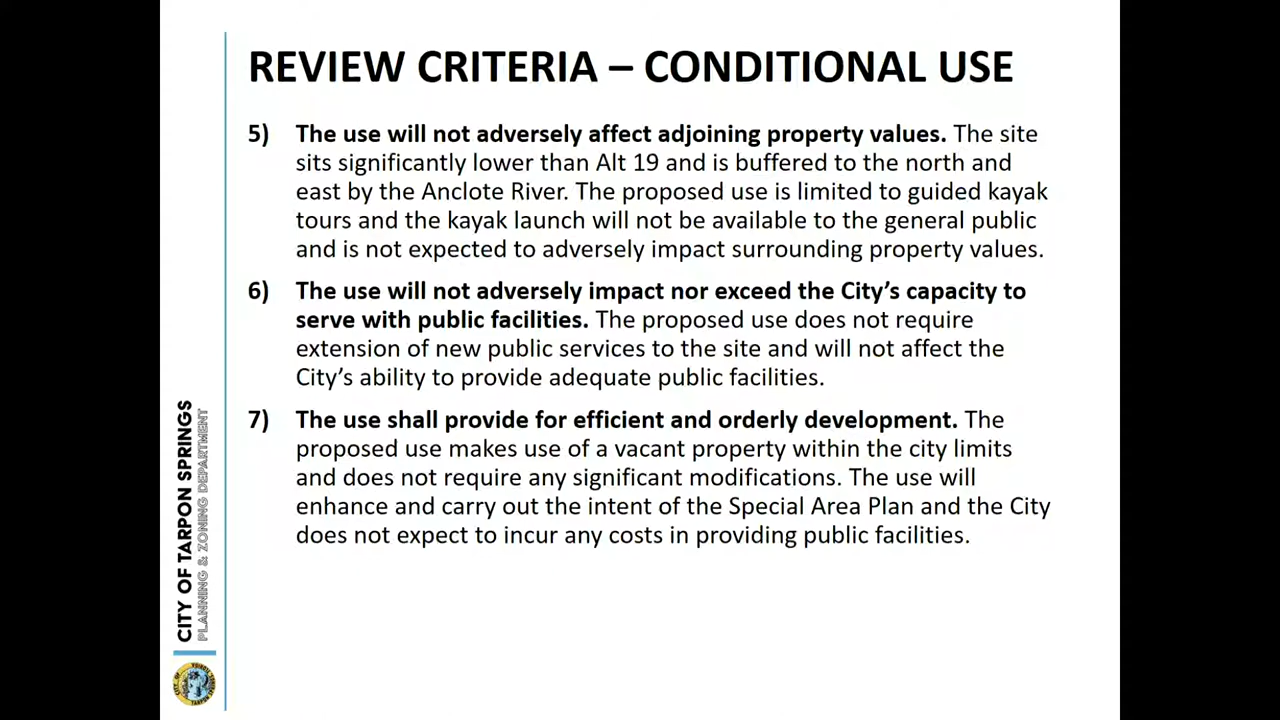 REVIEW CRITERIA – CONDITIONAL USE
5) The use will not adversely affect adjoining property values. The site
sits significantly lower than Alt 19 and is buffered to the north and
east by the Anclote River. The proposed use is limited to guided kayak
tours and the kayak launch will not be available to the general public
and is not expected to adversely impact surrounding property values.
6) The use will not adversely impact nor exceed the City’s capacity to
serve with public facilities. The proposed use does not require
extension of new public services to the site and will not affect the
City’s ability to provide adequate public facilities.
7) The use shall provide for efficient and orderly development. The
proposed use makes use of a vacant property within the city limits
and does not require any significant modifications. The use will
enhance and carry out the intent of the Special Area Plan and the City
does not expect to incur any costs in providing public facilities.
CITY OF TARPON SPRINGS
PLANNING & ZONING DEPARTMENT